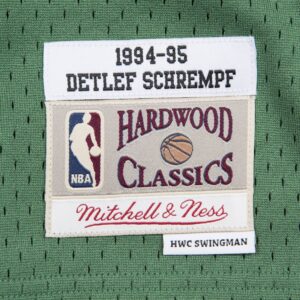 1994-95
DETLEF SCHREMPF
HARDWOOD
NBA
CLASSICS
Mitchell & Ness
HWC SWINGMAN